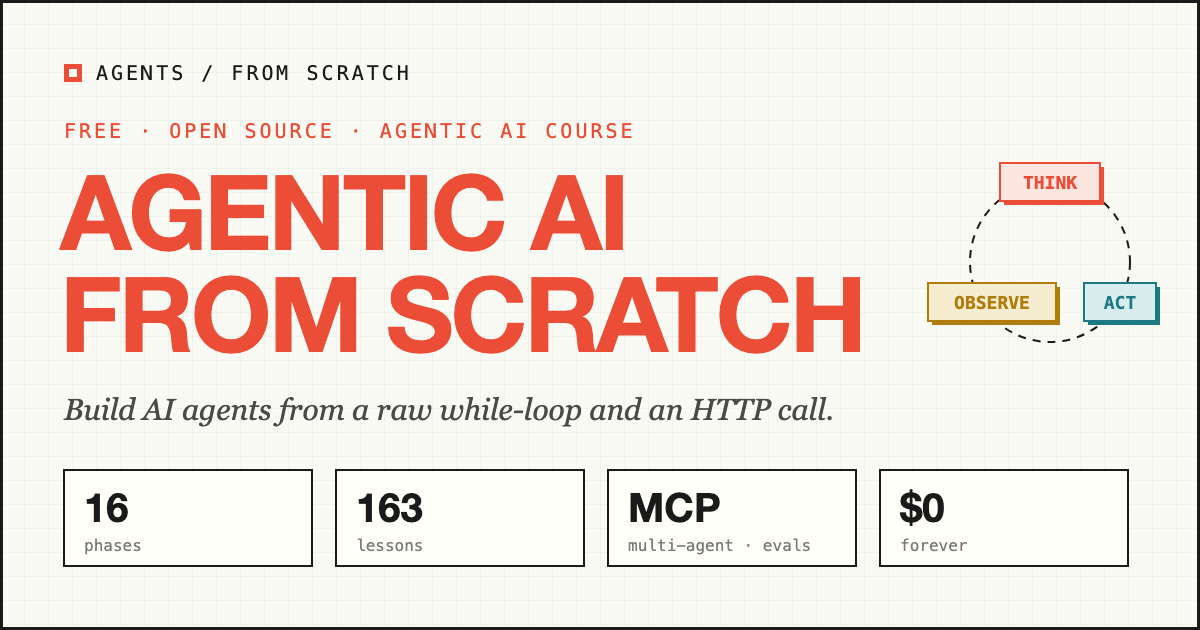 AGENTS / FROM SCRATCH
FREE · OPEN SOURCE · AGENTIC AI COURSE
AGENTIC AI
FROM SCRATCH
Build AI agents from a raw while-loop and an HTTP call.
THINK
OBSERVE
ACT
16
phases
163
lessons
MCP
multi-agent · evals
$0
forever